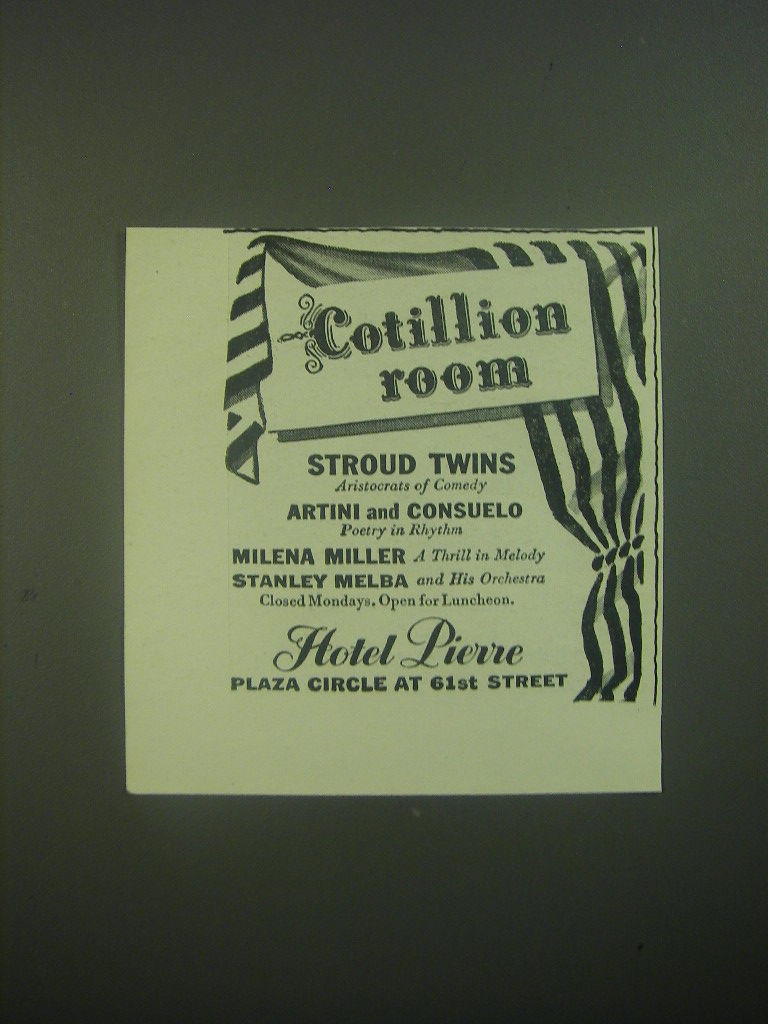 Cotillion
room
STROUD TWINS
Aristocrats of Comedy
ARTINI and CONSUELO
Poetry in Rhythm
MILENA MILLER A Thrill in Melody
STANLEY MELBA and His Orchestra
Closed Mondays. Open for Luncheon.
Hotel Pierre
PLAZA CIRCLE AT 61st STREET